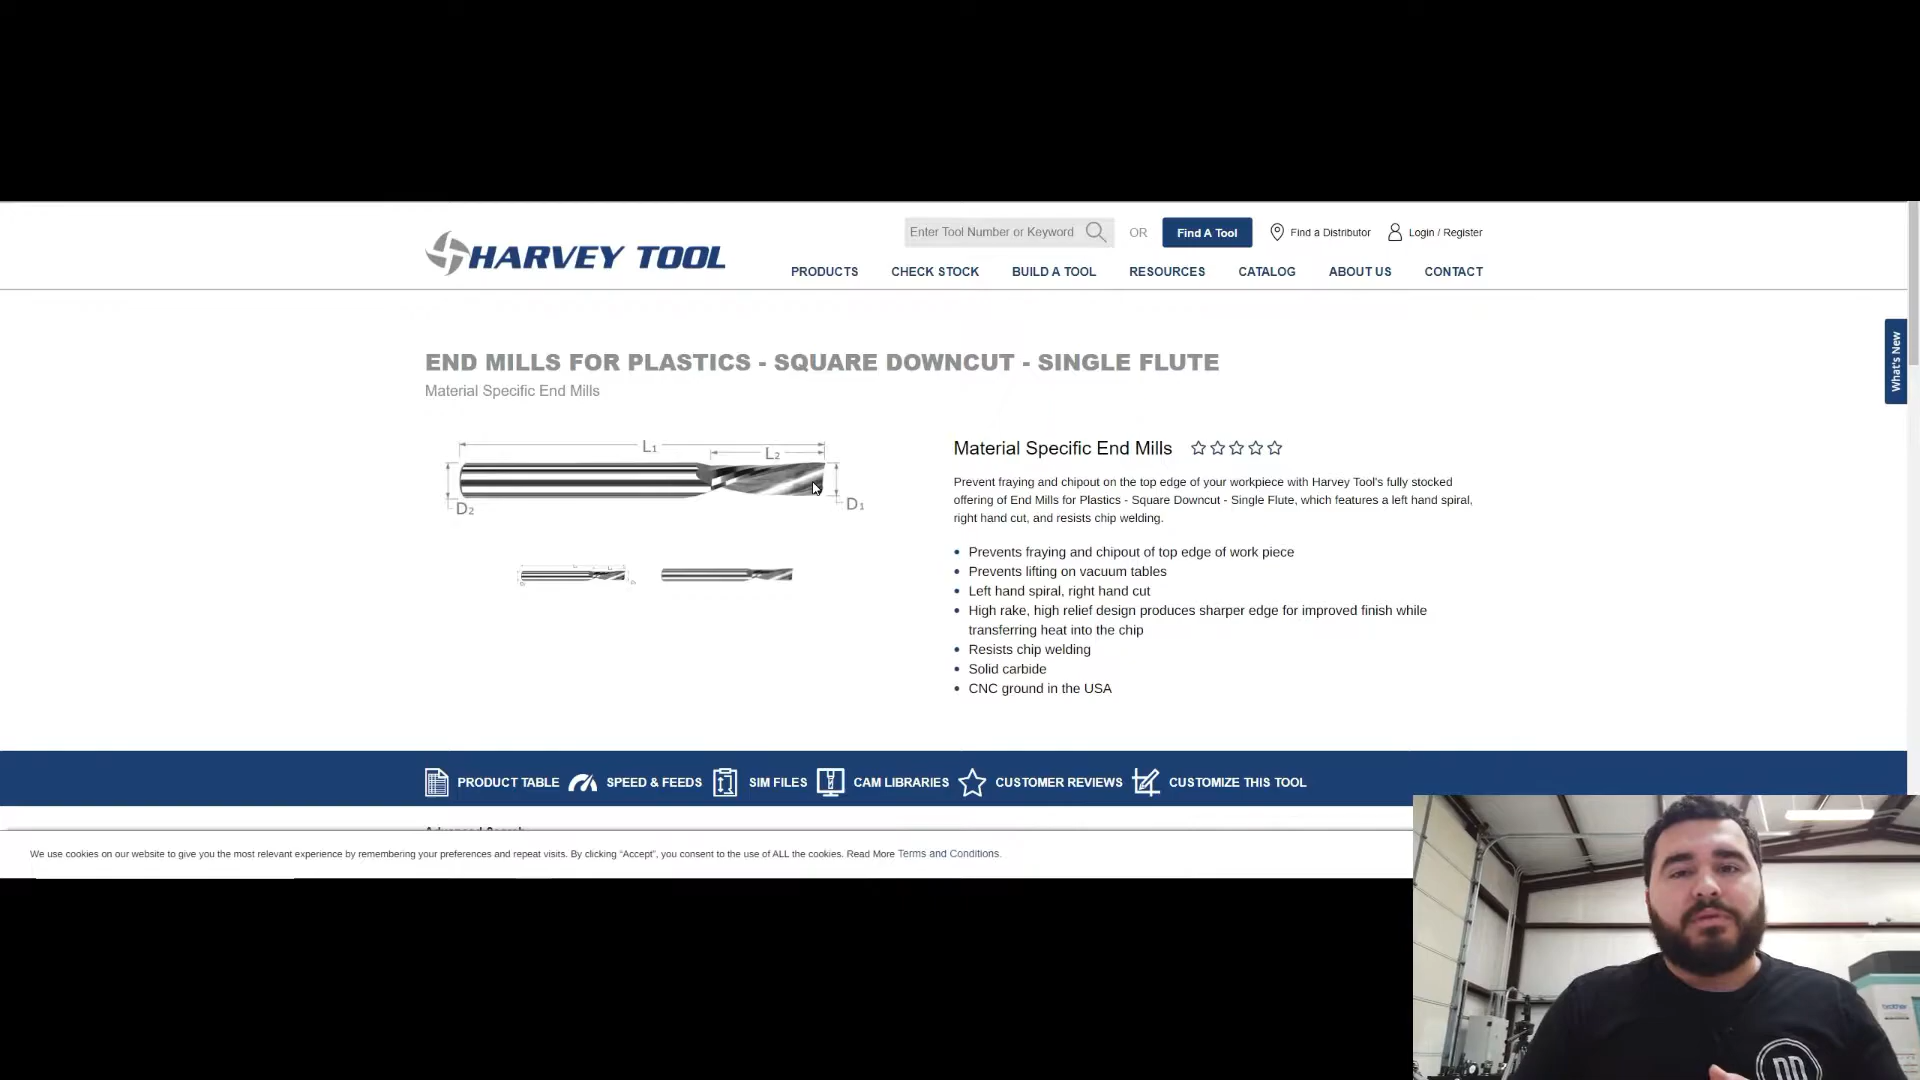 Enter Tool Number or Keyword OR Find A Tool Find a Distributor Login / Register
HARVEY TOOL
PRODUCTS CHECK STOCK BUILD A TOOL RESOURCES CATALOG ABOUT US CONTACT
What's New
END MILLS FOR PLASTICS - SQUARE DOWNCUT - SINGLE FLUTE
Material Specific End Mills
L1
L2
D2
D1
Material Specific End Mills
Prevent fraying and chipout on the top edge of your workpiece with Harvey Tool's fully stocked
offering of End Mills for Plastics - Square Downcut - Single Flute, which features a left hand spiral,
right hand cut, and resists chip welding.
• Prevents fraying and chipout of top edge of work piece
• Prevents lifting on vacuum tables
• Left hand spiral, right hand cut
• High rake, high relief design produces sharper edge for improved finish while
transferring heat into the chip
• Resists chip welding
• Solid carbide
• CNC ground in the USA
PRODUCT TABLE SPEED & FEEDS SIM FILES CAM LIBRARIES CUSTOMER REVIEWS CUSTOMIZE THIS TOOL
We use cookies on our website to give you the most relevant experience by remembering your preferences and repeat visits. By clicking “Accept”, you consent to the use of ALL the cookies. Read More Terms and Conditions.
brother